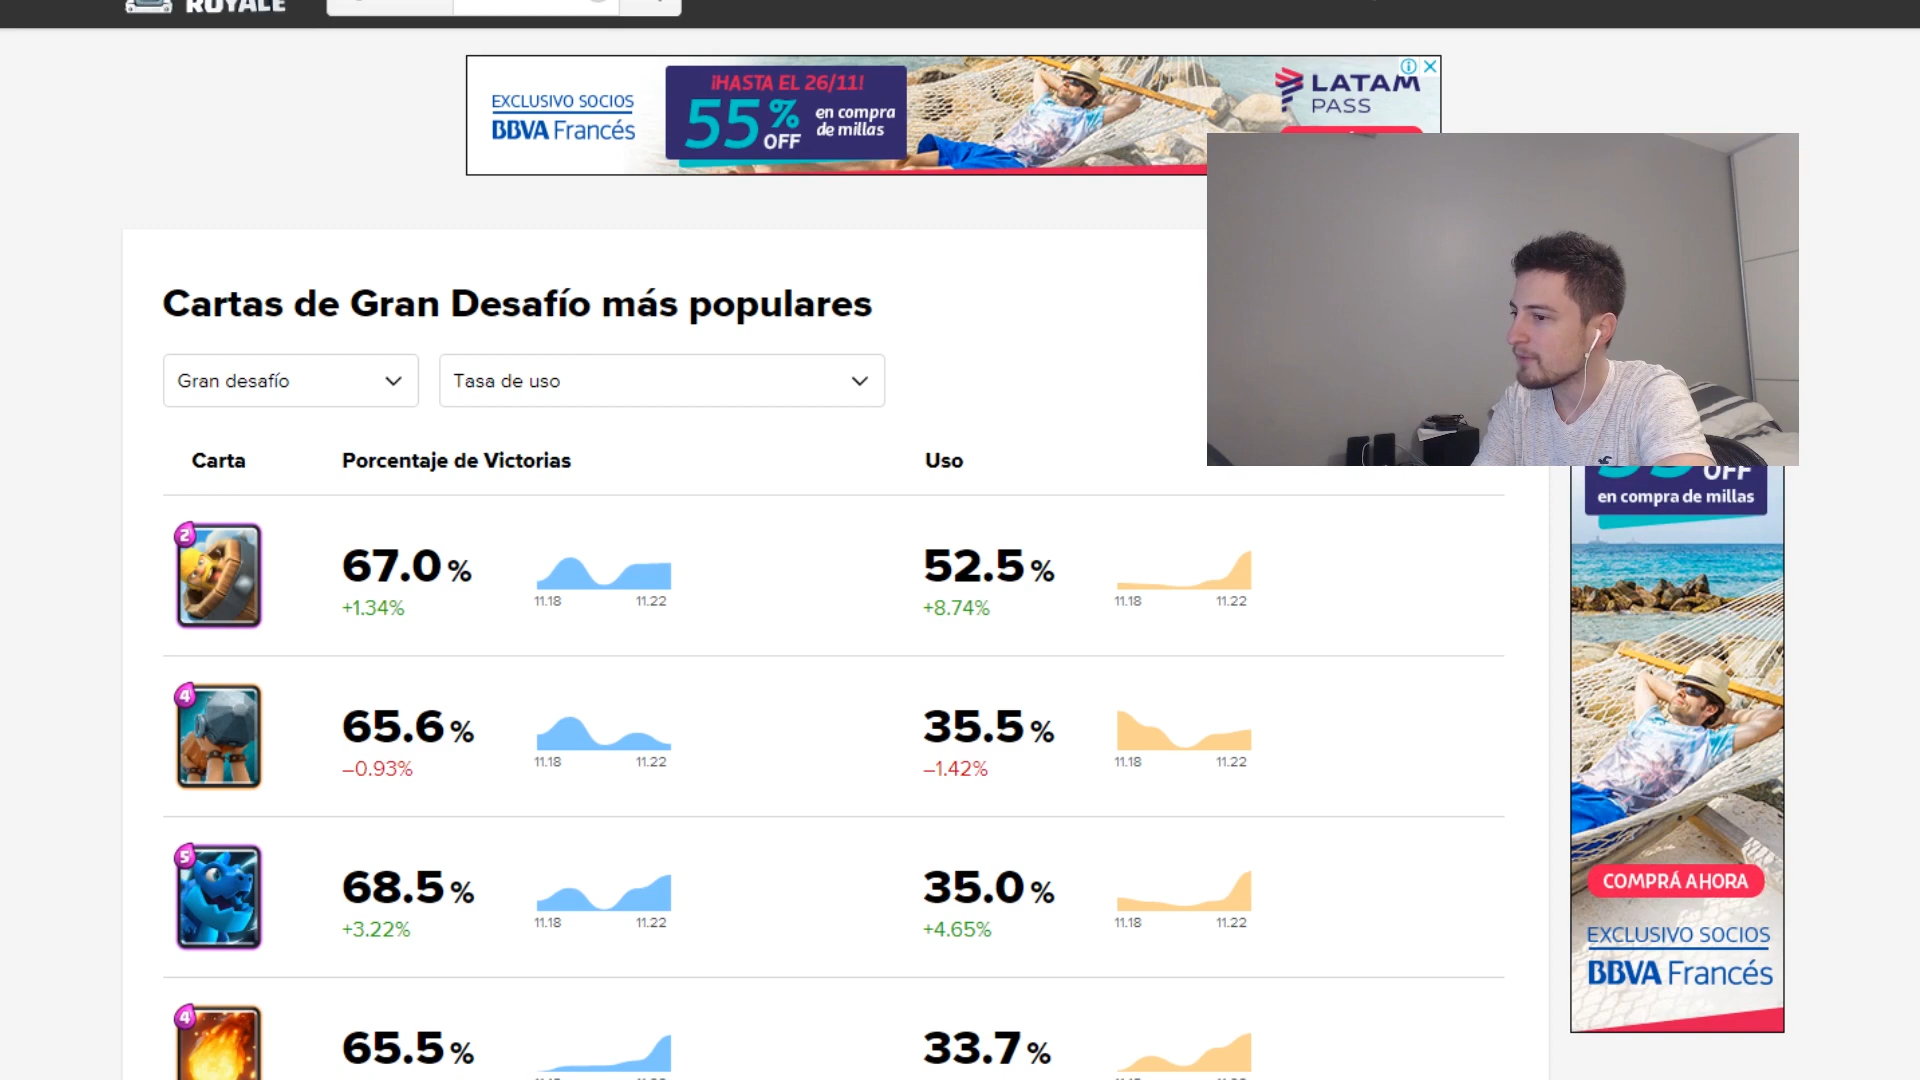 ROYALE
EXCLUSIVO SOCIOS
BBVA Francés
¡HASTA EL 26/11!
55% OFF
en compra
de millas
LATAM
PASS
Cartas de Gran Desafío más populares
Gran desafío
Tasa de uso
Carta
Porcentaje de Victorias
Uso
2
67.0 %
+1.34%
11.18 11.22
52.5 %
+8.74%
11.18 11.22
4
65.6 %
–0.93%
11.18 11.22
35.5 %
–1.42%
11.18 11.22
5
68.5 %
+3.22%
11.18 11.22
35.0 %
+4.65%
11.18 11.22
4
65.5 %
33.7 %
OFF
en compra de millas
COMPRÁ AHORA
EXCLUSIVO SOCIOS
BBVA Francés